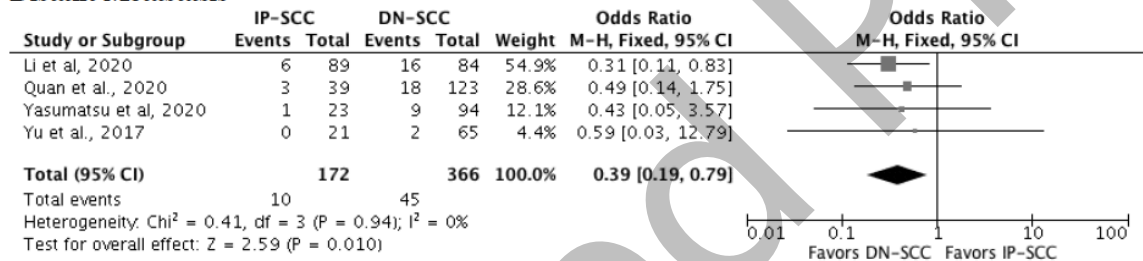 IP-SCC DN-SCC Odds Ratio Odds Ratio
Study or Subgroup Events Total Events Total Weight M-H, Fixed, 95% CI M-H, Fixed, 95% CI
Li et al, 2020 6 89 16 84 54.9% 0.31 [0.11, 0.83]
Quan et al., 2020 3 39 18 123 28.6% 0.49 [0.14, 1.75]
Yasumatsu et al, 2020 1 23 9 94 12.1% 0.43 [0.05, 3.57]
Yu et al., 2017 0 21 2 65 4.4% 0.59 [0.03, 12.79]
Total (95% CI) 172 366 100.0% 0.39 [0.19, 0.79]
Total events 10 45
Heterogeneity: Chi² = 0.41, df = 3 (P = 0.94); I² = 0%
Test for overall effect: Z = 2.59 (P = 0.010)
0.01 0.1 1 10 100
Favors DN-SCC Favors IP-SCC